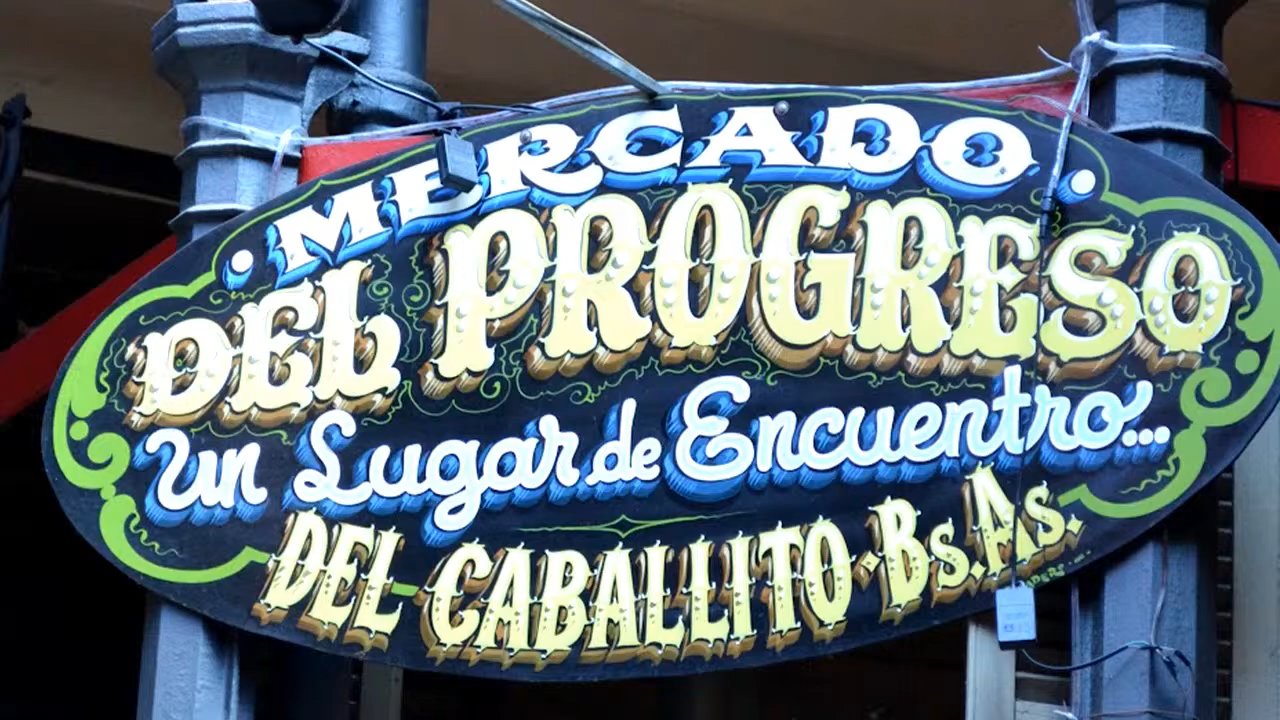 MERCADO
DEL PROGRESO
Un Lugar de Encuentro...
DEL CABALLITO · Bs. As.